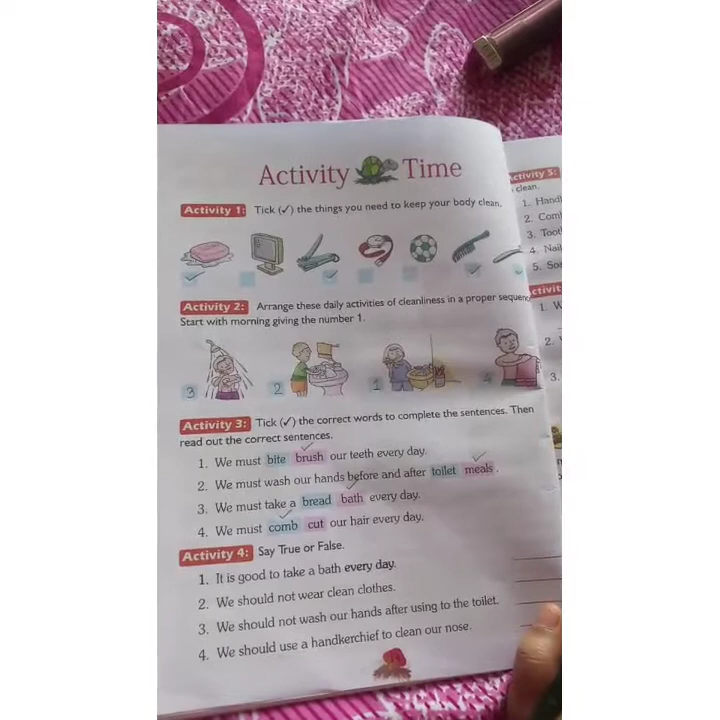 Activity Time
Activity 1: Tick (✓) the things you need to keep your body clean.
Activity 2: Arrange these daily activities of cleanliness in a proper sequen
Start with morning giving the number 1.
3 2 1 4
Activity 3: Tick (✓) the correct words to complete the sentences. Then
read out the correct sentences.
1. We must bite brush our teeth every day.
2. We must wash our hands before and after toilet meals.
3. We must take a bread bath every day.
4. We must comb cut our hair every day.
Activity 4: Say True or False.
1. It is good to take a bath every day.
2. We should not wear clean clothes.
3. We should not wash our hands after using to the toilet.
4. We should use a handkerchief to clean our nose.
ctivity 5:
clean.
1. Hand
2. Com
3. Toot
4. Nail
5. Soa
ctivit
1. W
2.
3.